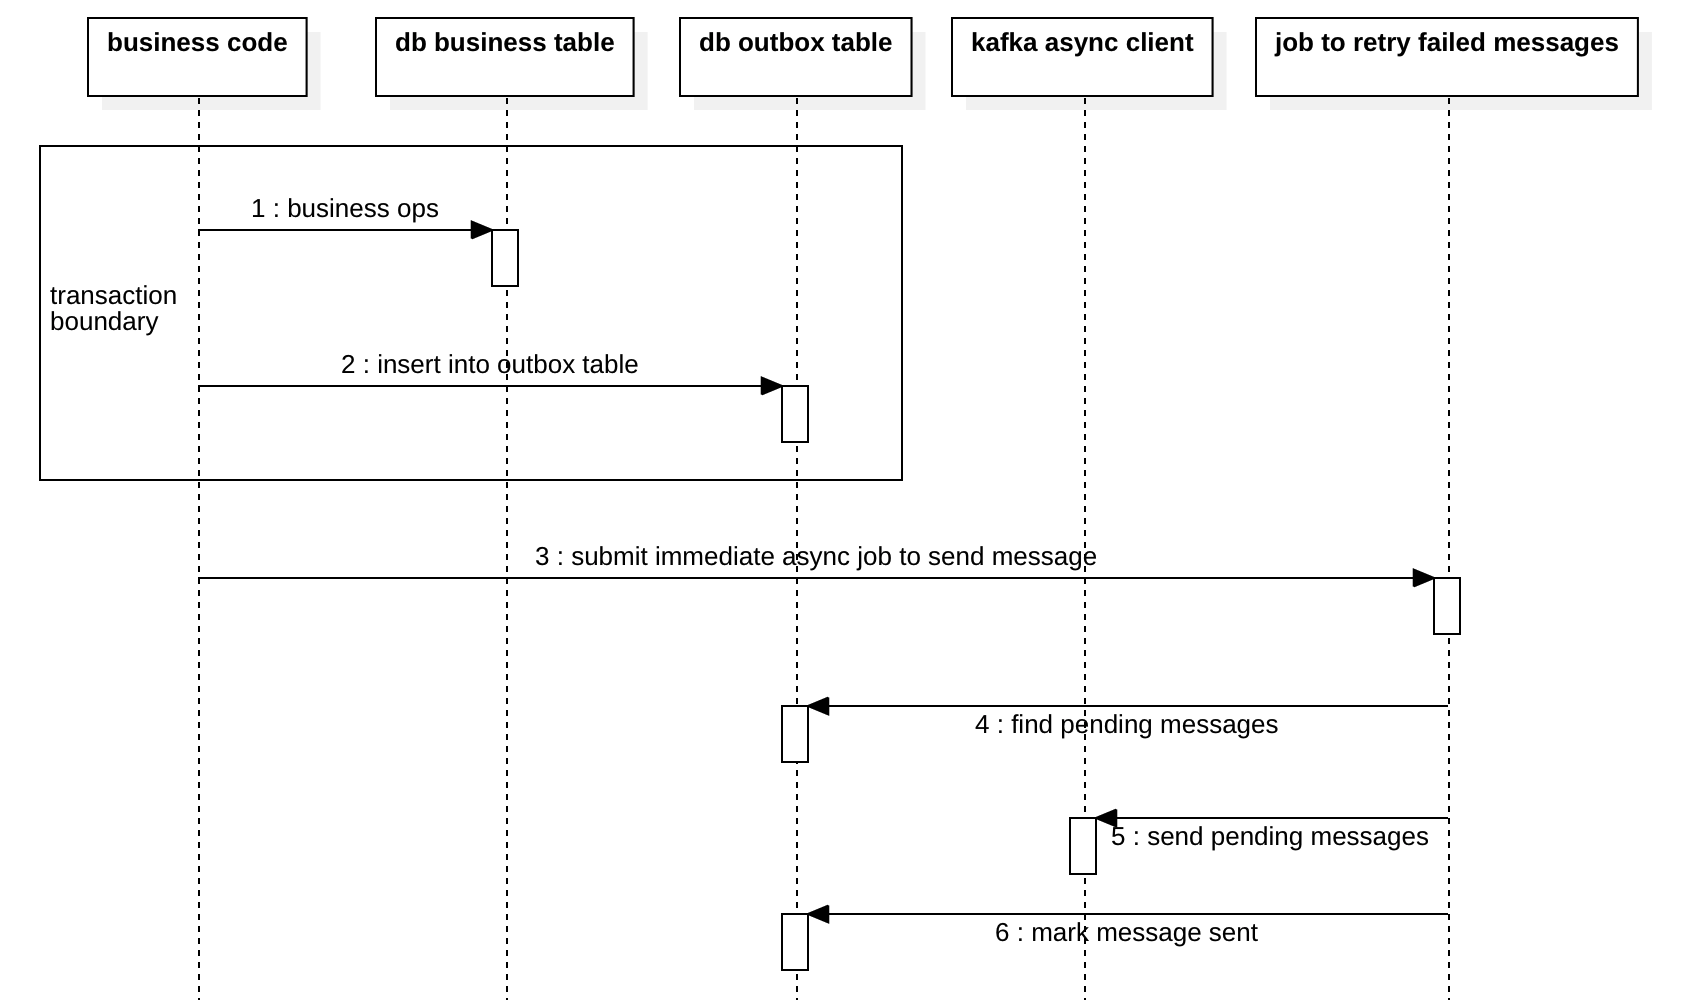 business code
db business table
db outbox table
kafka async client
job to retry failed messages
1 : business ops
transaction
boundary
2 : insert into outbox table
3 : submit immediate async job to send message
4 : find pending messages
5 : send pending messages
6 : mark message sent